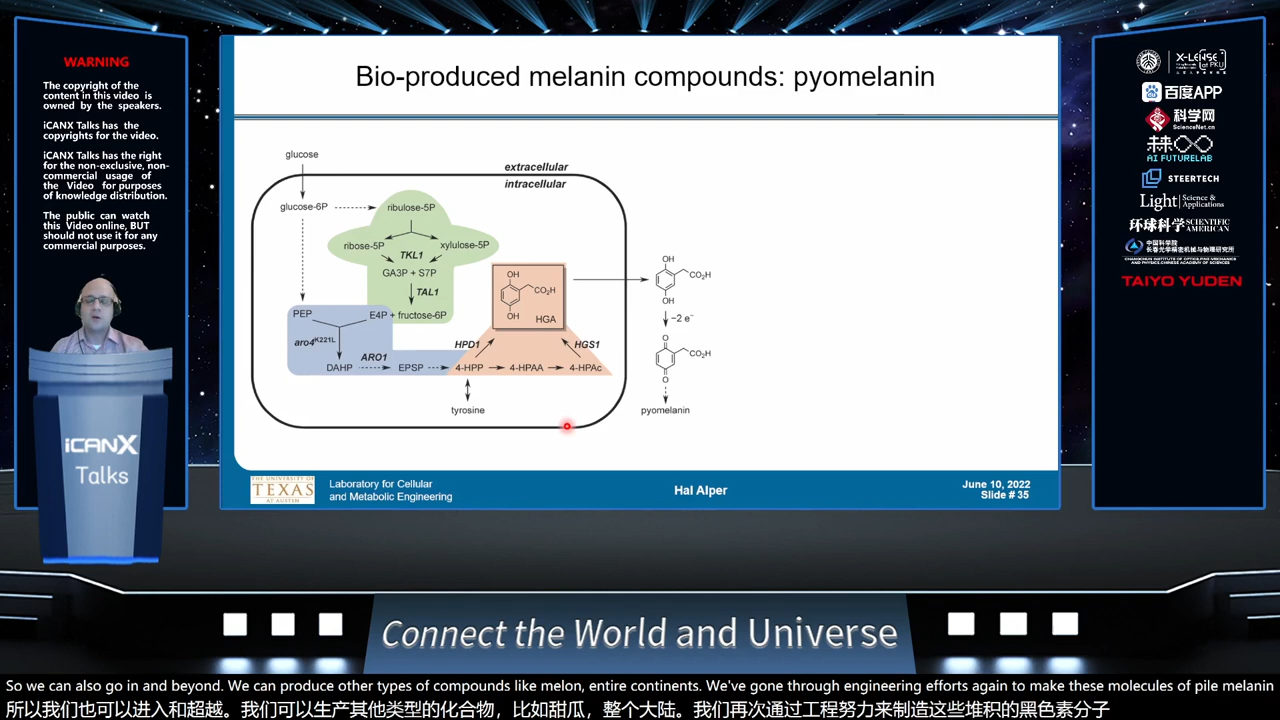 WARNING
The copyright of the
content in this video is
owned by the speakers.
iCANX Talks has the
copyrights for the video.
iCANX Talks has the right
for the non-exclusive, non-
commercial usage of
the Video for purposes
of knowledge distribution.
The public can watch
this Video online, BUT
should not use it for any
commercial purposes.
iCANX
Talks
Bio-produced melanin compounds: pyomelanin
glucose
extracellular
intracellular
glucose-6P
ribulose-5P
ribose-5P
xylulose-5P
TKL1
GA3P + S7P
TAL1
PEP
E4P + fructose-6P
aro4K221L
ARO1
DAHP
EPSP
HPD1
HGS1
4-HPP
4-HPAA
4-HPAc
tyrosine
OH
CO₂H
OH
HGA
OH
CO₂H
OH
−2 e⁻
O
CO₂H
O
pyomelanin
THE UNIVERSITY OF
TEXAS
AT AUSTIN
Laboratory for Cellular
and Metabolic Engineering
Hal Alper
June 10, 2022
Slide # 35
X-LENSE
百度APP
科学网
ScienceNet.cn
AI FUTURELAB
STEERTECH
Light Science & Applications
环球科学 SCIENTIFIC AMERICAN
中国科学院
长春光学精密机械与物理研究所
CHANGCHUN INSTITUTE OF OPTICS,FINE MECHANICS
AND PHYSICS,CHINESE ACADEMY OF SCIENCES
TAIYO YUDEN
Connect the World and Universe
So we can also go in and beyond. We can produce other types of compounds like melon, entire continents. We've gone through engineering efforts again to make these molecules of pile melanin
所以我们也可以进入和超越。我们可以生产其他类型的化合物，比如甜瓜，整个大陆。我们再次通过工程努力来制造这些堆积的黑色素分子